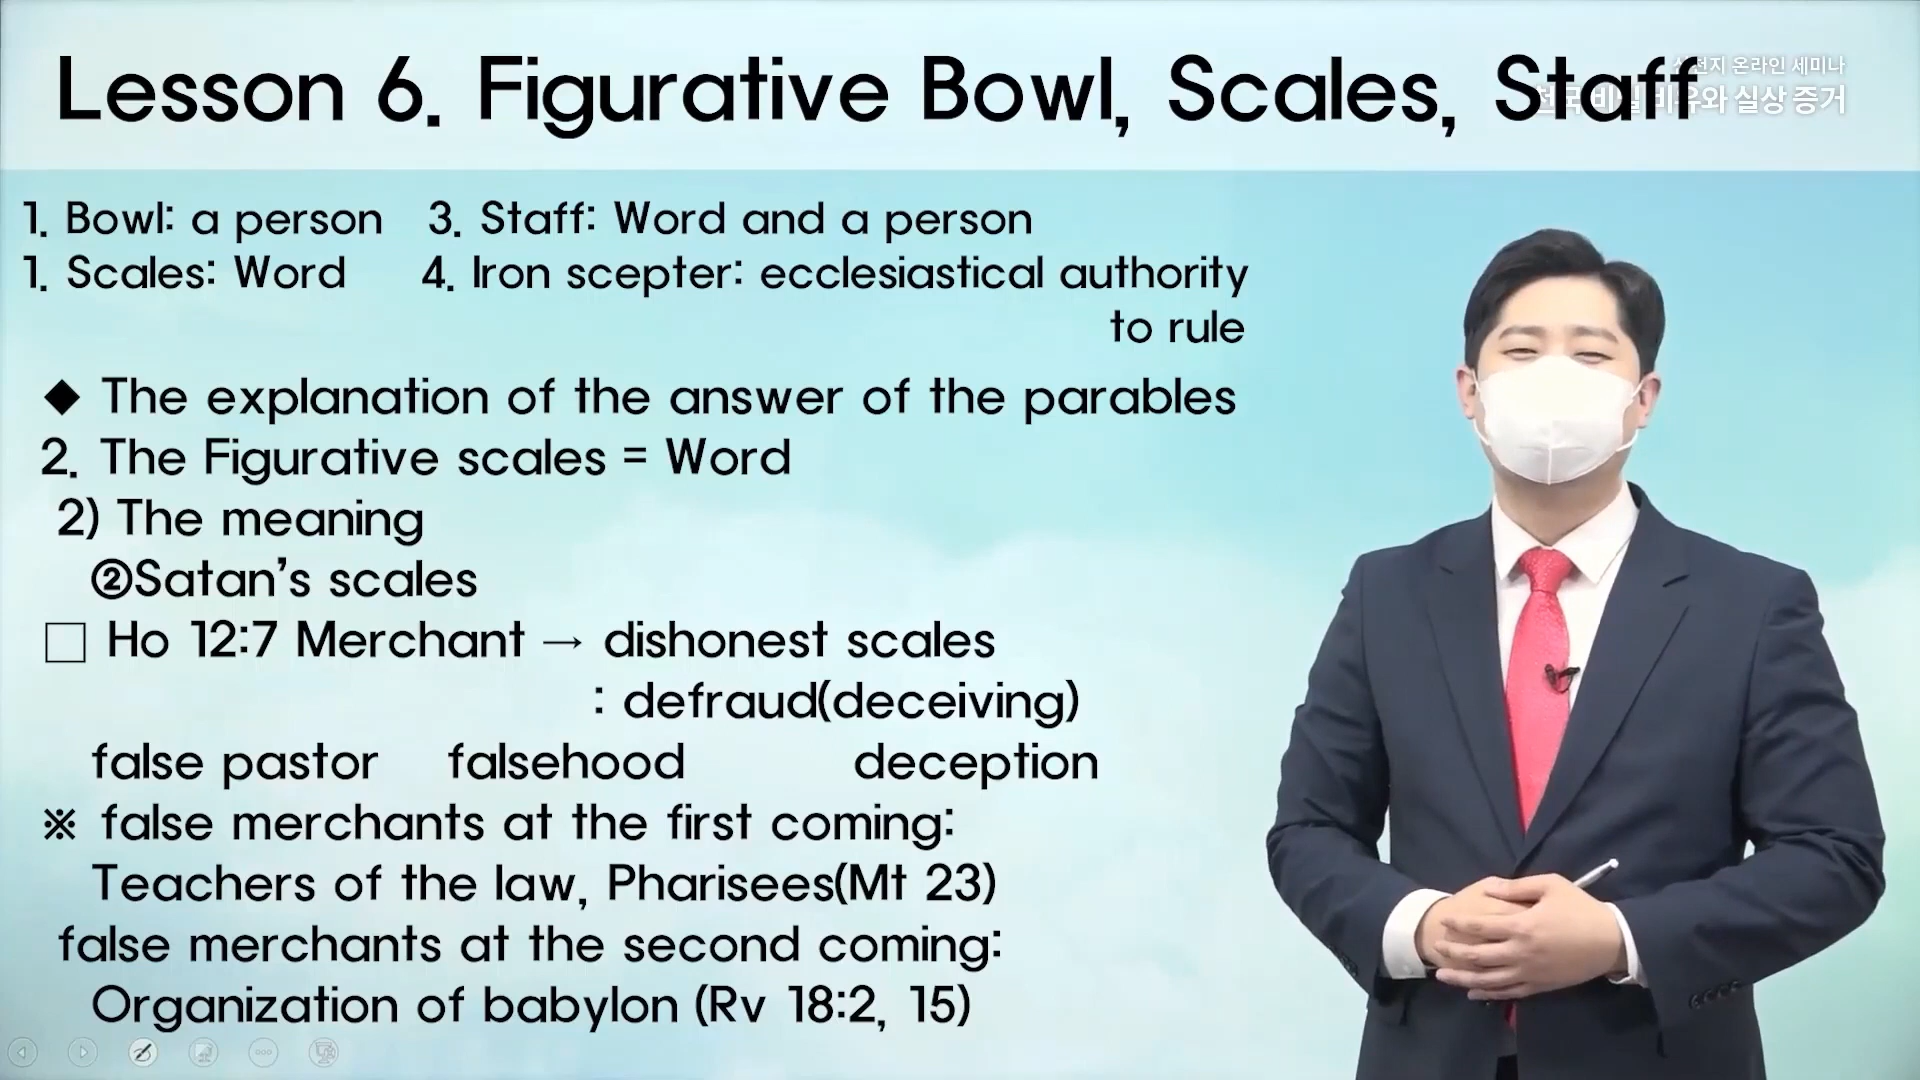 Lesson 6. Figurative Bowl, Scales, Staff
온라인 세미나
실상 증거
1. Bowl: a person 3. Staff: Word and a person
1. Scales: Word 4. Iron scepter: ecclesiastical authority
to rule
◆ The explanation of the answer of the parables
2. The Figurative scales = Word
2) The meaning
②Satan's scales
□ Ho 12:7 Merchant → dishonest scales
: defraud(deceiving)
false pastor falsehood deception
※ false merchants at the first coming:
Teachers of the law, Pharisees(Mt 23)
false merchants at the second coming:
Organization of babylon (Rv 18:2, 15)